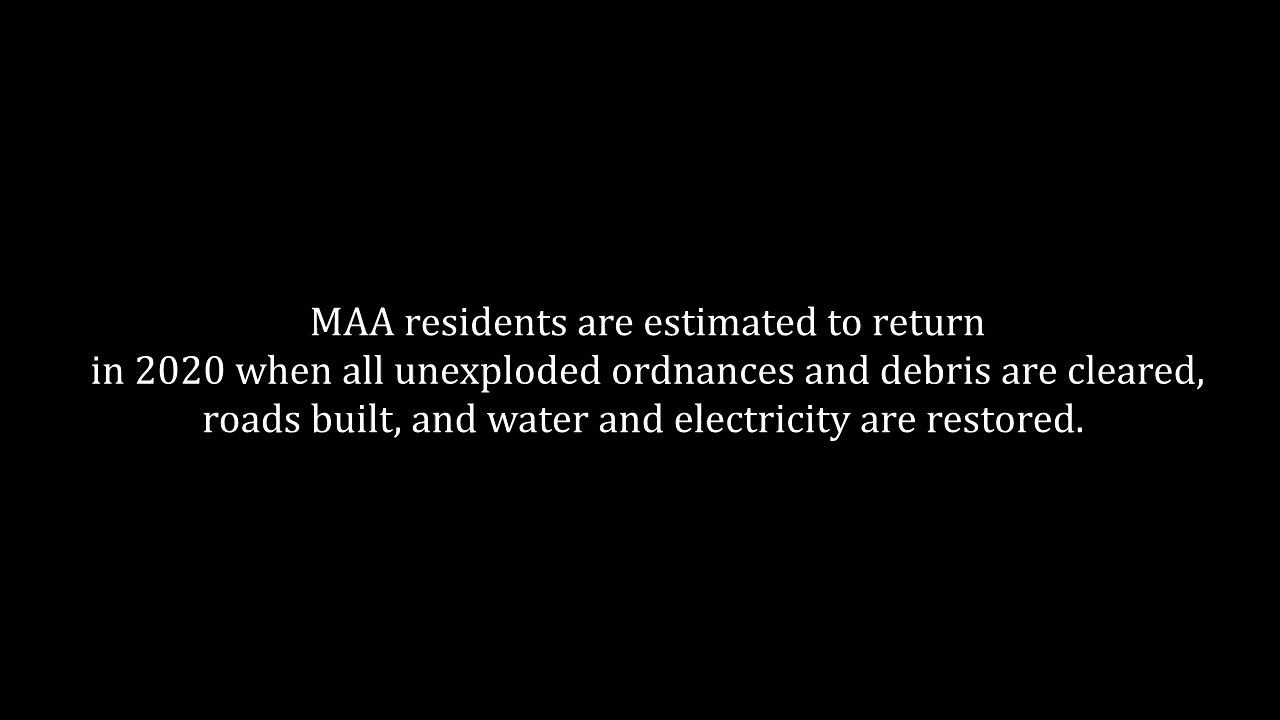 MAA residents are estimated to return
in 2020 when all unexploded ordnances and debris are cleared,
roads built, and water and electricity are restored.